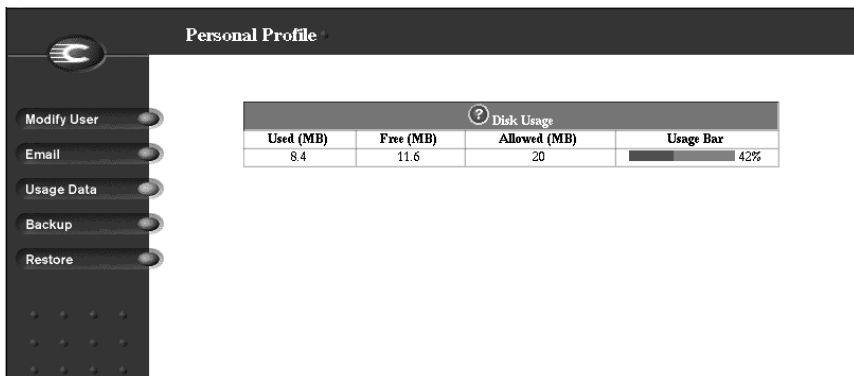 Personal Profile
C
Modify User
Email
Usage Data
Backup
Restore
? Disk Usage
Used (MB) Free (MB) Allowed (MB) Usage Bar
8.4 11.6 20 42%